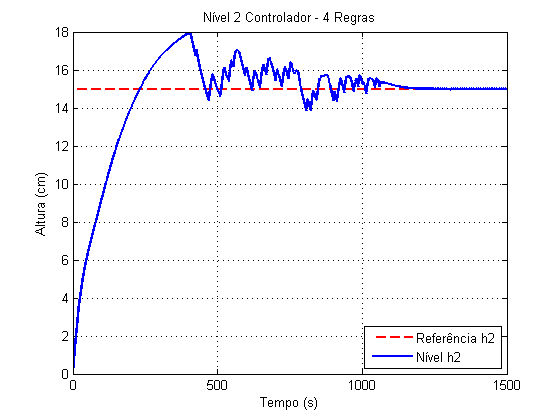 Nível 2 Controlador - 4 Regras
18
16
14
12
10
8
6
4
2
0
Altura (cm)
0
500
1000
1500
Tempo (s)
Referência h2
Nível h2